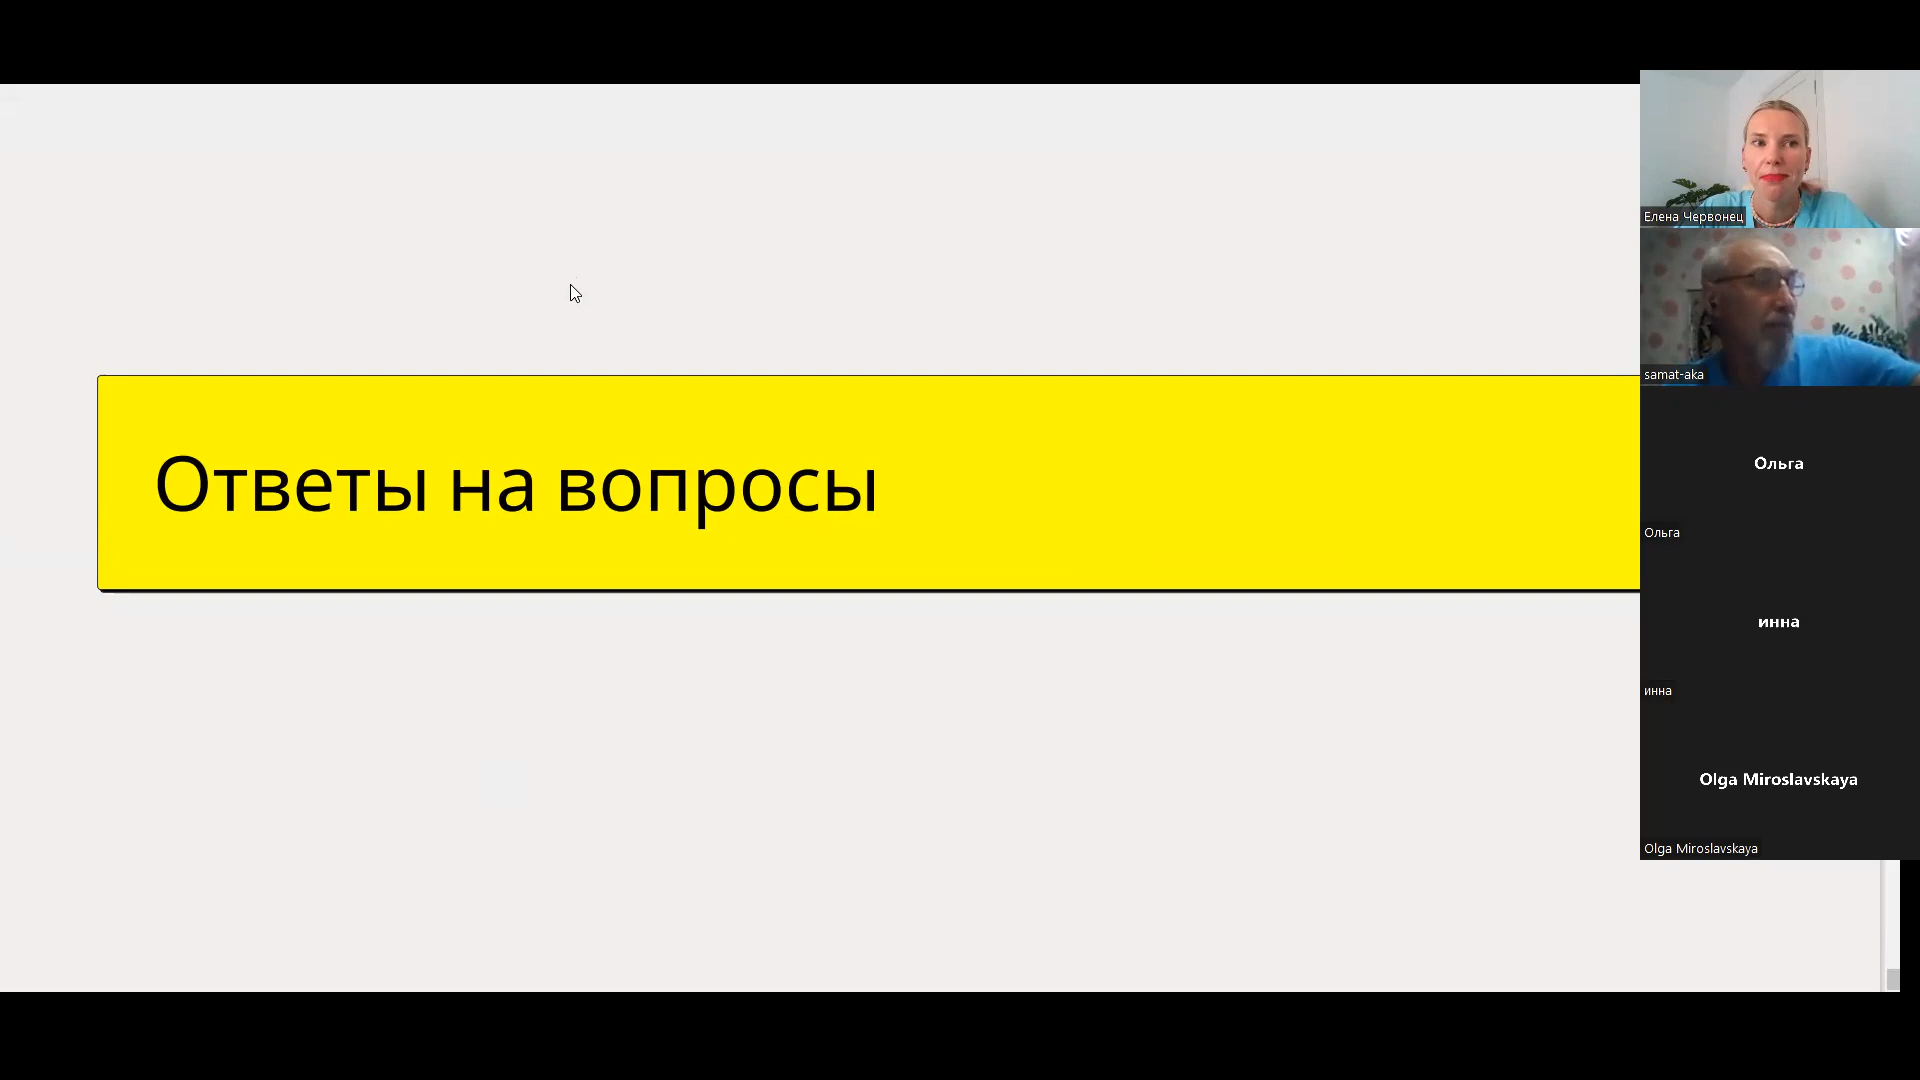 Ответы на вопросы
Елена Червонец
samat-aka
Ольга
Ольга
инна
инна
Olga Miroslavskaya
Olga Miroslavskaya